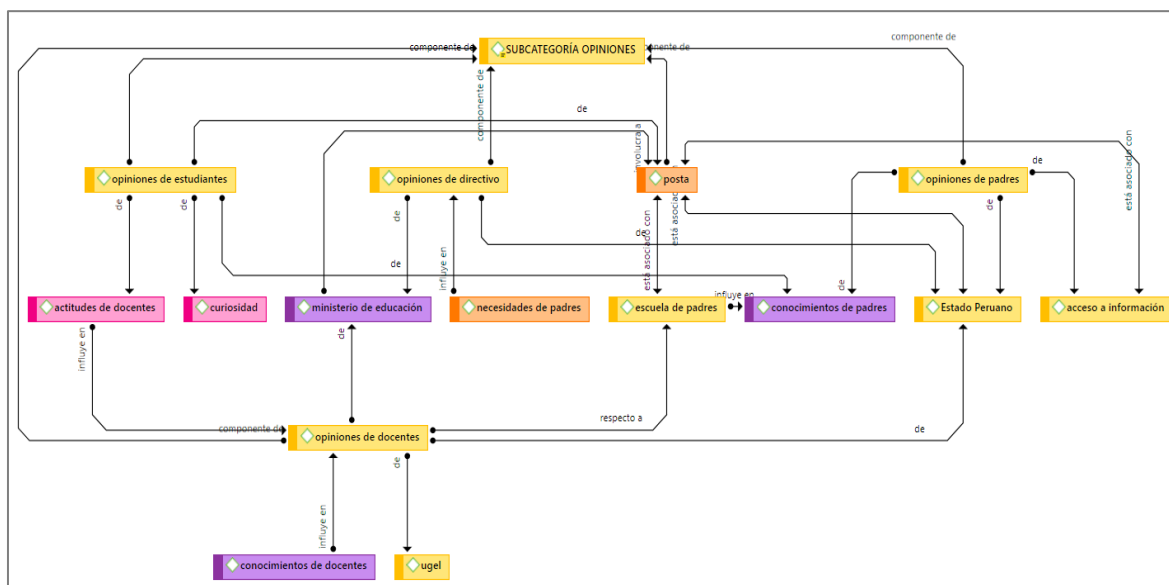 componente de
SUBCATEGORÍA OPINIONES
ponente de
componente de
componente de
de
involucra a
está asociado con
opiniones de estudiantes
opiniones de directivo
posta
opiniones de padres
de
de
de
de
influye en
está asociado con
está asocia
de
de
de
de
influye en
actitudes de docentes
curiosidad
ministerio de educación
necesidades de padres
escuela de padres
conocimientos de padres
Estado Peruano
acceso a información
influye en
de
respecto a
componente de
opiniones de docentes
de
influye en
de
conocimientos de docentes
ugel